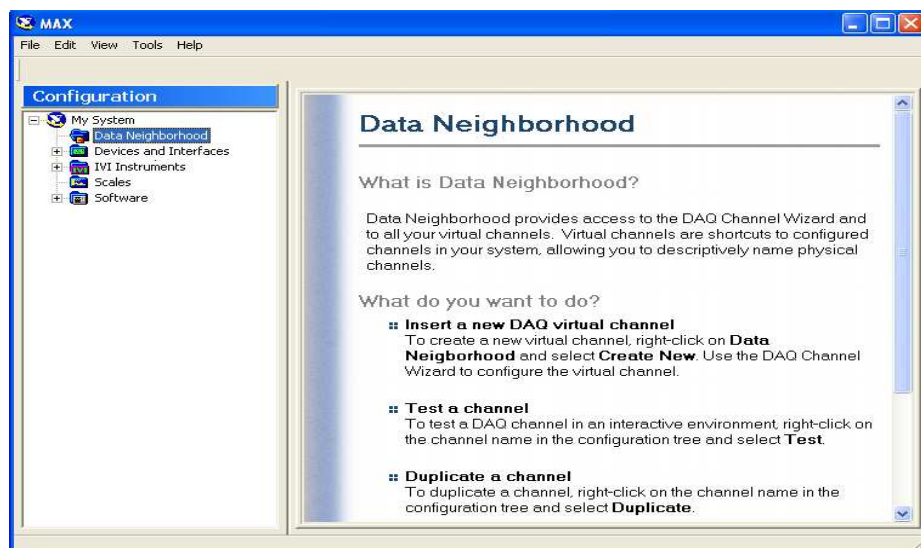 MAX
File Edit View Tools Help
Configuration
My System
Data Neighborhood
Devices and Interfaces
IVI Instruments
Scales
Software
Data Neighborhood
What is Data Neighborhood?
Data Neighborhood provides access to the DAQ Channel Wizard and
to all your virtual channels. Virtual channels are shortcuts to configured
channels in your system, allowing you to descriptively name physical
channels.
What do you want to do?
Insert a new DAQ virtual channel
To create a new virtual channel, right-click on Data
Neigborhood and select Create New. Use the DAQ Channel
Wizard to configure the virtual channel.
Test a channel
To test a DAQ channel in an interactive environment, right-click on
the channel name in the configuration tree and select Test.
Duplicate a channel
To duplicate a channel, right-click on the channel name in the
configuration tree and select Duplicate.